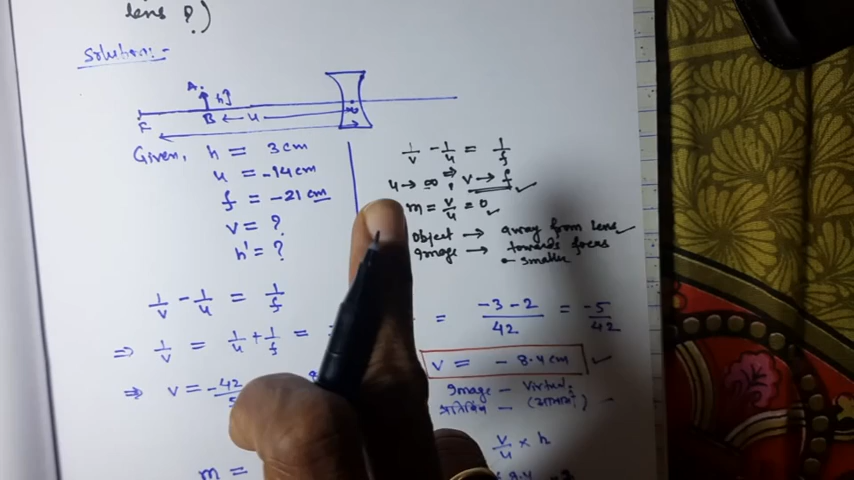 lens ?)
Solution:-
A
h
F B ← u
Given, h = 3 cm
u = -14 cm
f = -21 cm
v = ?
h' = ?
1/v - 1/u = 1/f
u → ∞ ⇒, v → f ✓
m = v/u = 0 ✓
object → away from lens ✓
Image → towards focus
smaller
1/v - 1/u = 1/f
⇒ 1/v = 1/u + 1/f = = -3-2/42 = -5/42
⇒ v = -42/ v = -8.4 cm ✓
Image - Virtual
v/u × h
m =